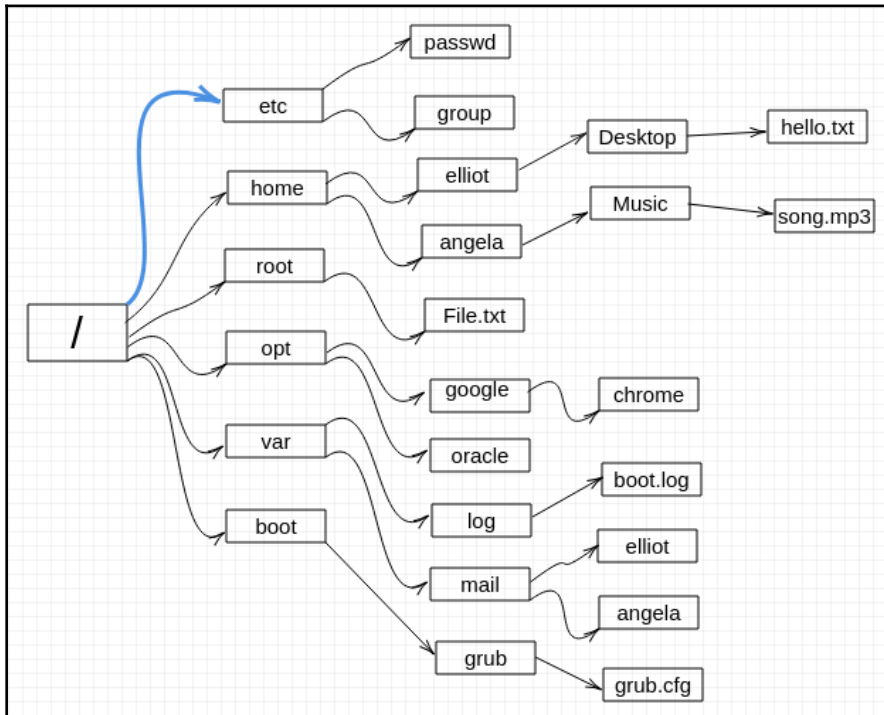 passwd
etc
group
hello.txt
Desktop
elliot
home
Music
song.mp3
angela
root
File.txt
/
opt
google
chrome
var
oracle
boot.log
log
boot
elliot
mail
angela
grub
grub.cfg